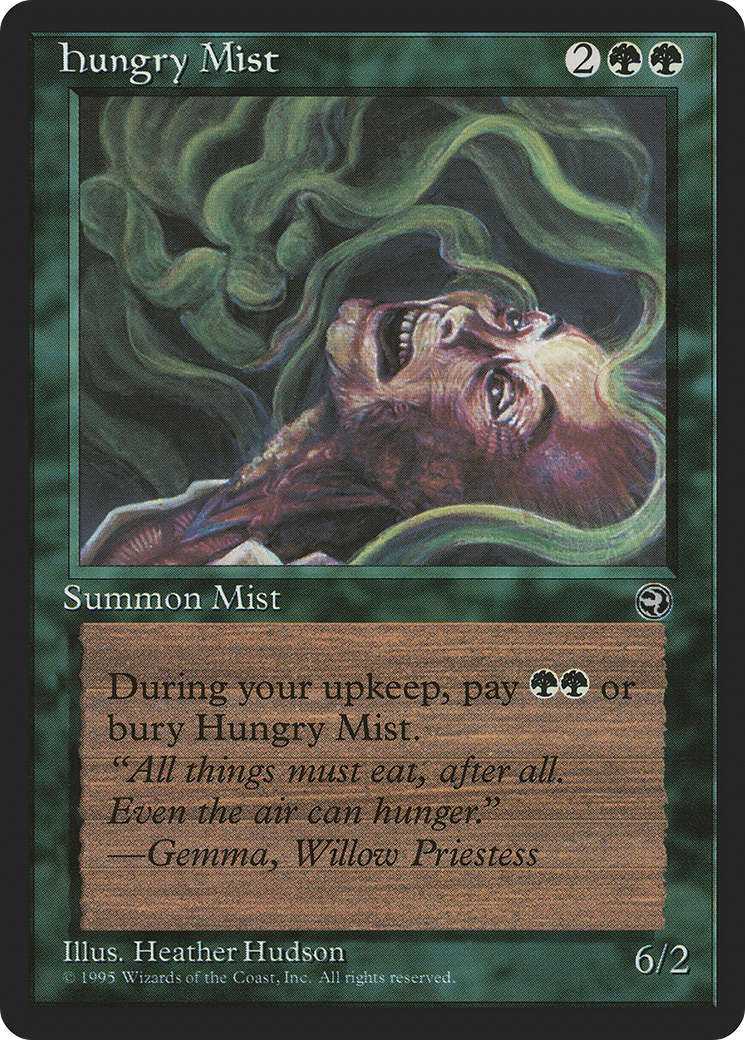 Hungry Mist 2
Summon Mist
During your upkeep, pay or
bury Hungry Mist.
“All things must eat, after all.
Even the air can hunger.”
—Gemma, Willow Priestess
Illus. Heather Hudson
6/2
© 1995 Wizards of the Coast, Inc. All rights reserved.